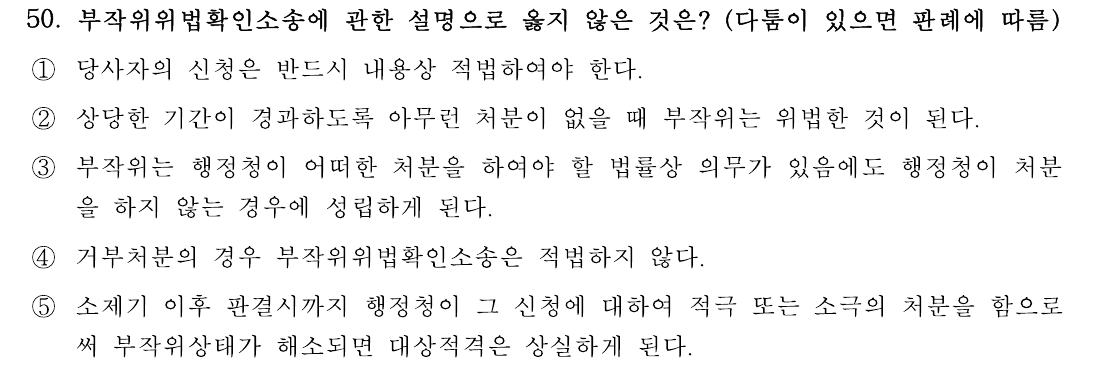 50. 부작위위법확인소송에 관한 설명으로 옳지 않은 것은? (다툼이 있으면 판례에 따름)
① 당사자의 신청은 반드시 내용상 적법하여야 한다.
② 상당한 기간이 경과하도록 아무런 처분이 없을 때 부작위는 위법한 것이 된다.
③ 부작위는 행정청이 어떠한 처분을 하여야 할 법률상 의무가 있음에도 행정청이 처분
을 하지 않는 경우에 성립하게 된다.
④ 거부처분의 경우 부작위위법확인소송은 적법하지 않다.
⑤ 소제기 이후 판결시까지 행정청이 그 신청에 대하여 적극 또는 소극의 처분을 함으로
써 부작위상태가 해소되면 대상적격은 상실하게 된다.